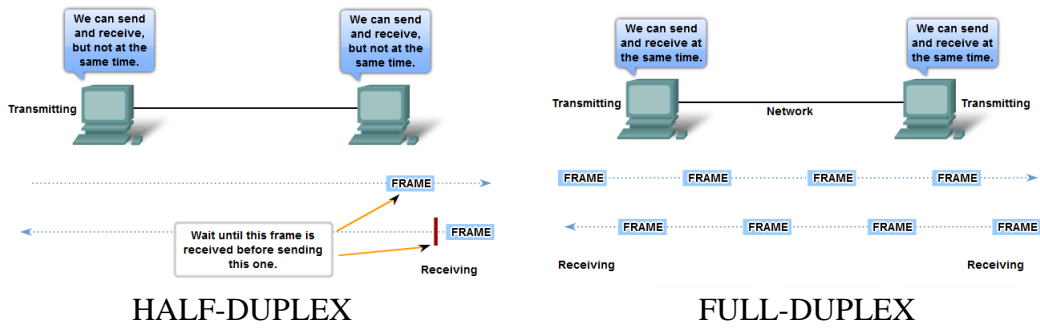 We can send
and receive,
but not at the
same time.
We can send
and receive,
but not at the
same time.
Transmitting
FRAME
Wait until this frame is
received before sending
this one.
FRAME
Receiving
HALF-DUPLEX
We can send
and receive at
the same time.
We can send
and receive at
the same time.
Transmitting
Network
Transmitting
FRAME
FRAME
FRAME
FRAME
FRAME
FRAME
FRAME
FRAME
Receiving
Receiving
FULL-DUPLEX